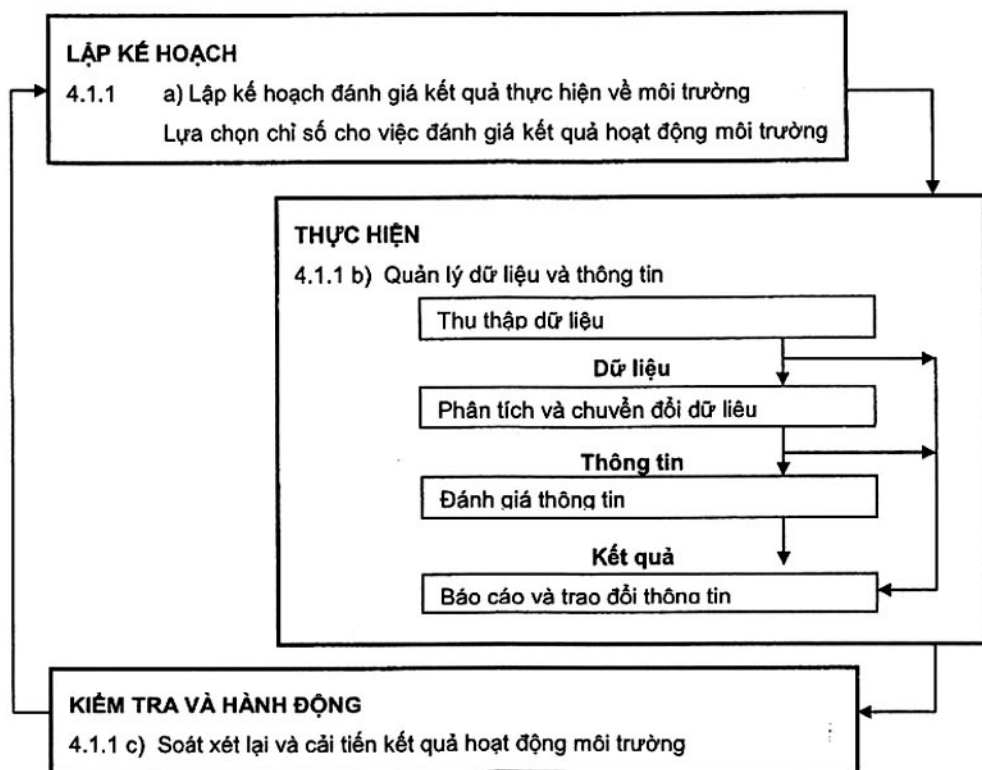 LẬP KẾ HOẠCH
4.1.1 a) Lập kế hoạch đánh giá kết quả thực hiện về môi trường
Lựa chọn chỉ số cho việc đánh giá kết quả hoạt động môi trường
THỰC HIỆN
4.1.1 b) Quản lý dữ liệu và thông tin
Thu thập dữ liệu
Dữ liệu
Phân tích và chuyển đổi dữ liêu
Thông tin
Đánh giá thông tin
Kết quả
Báo cáo và trao đổi thông tin
KIỂM TRA VÀ HÀNH ĐỘNG
4.1.1 c) Soát xét lại và cải tiến kết quả hoạt động môi trường